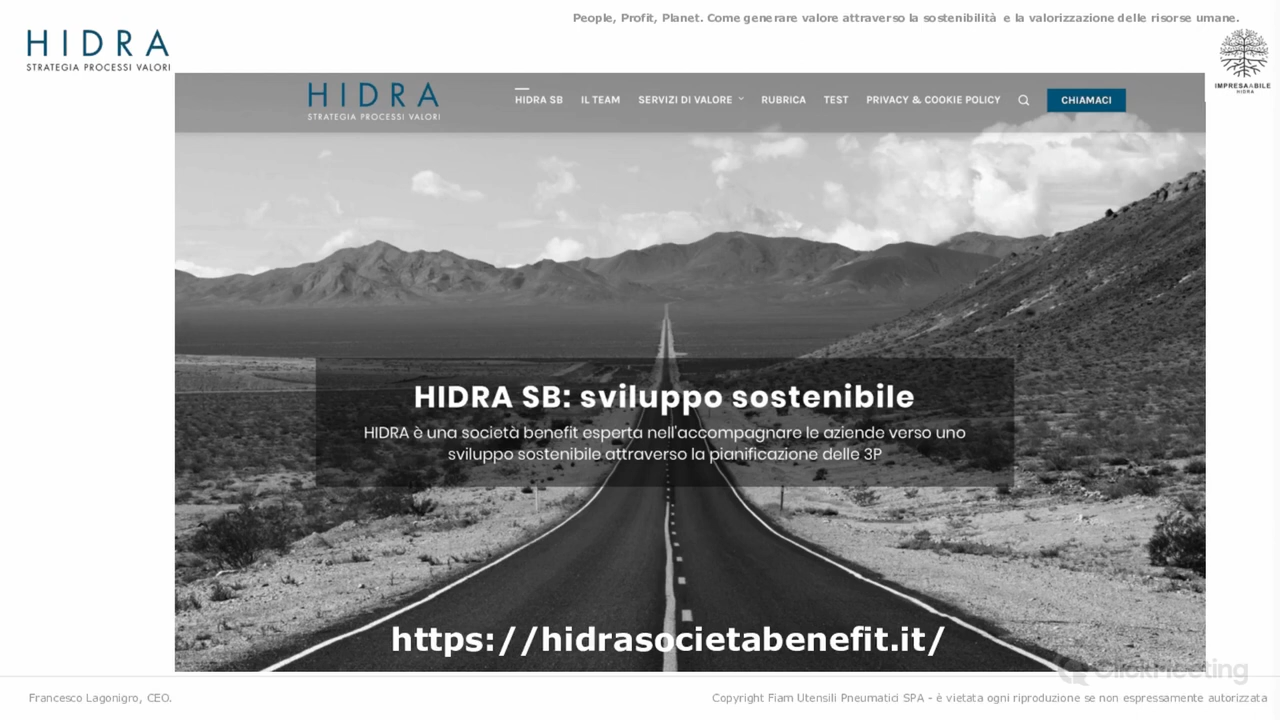 People, Profit, Planet. Come generare valore attraverso la sostenibilità e la valorizzazione delle risorse umane.
HIDRA
STRATEGIA PROCESSI VALORI
IMPRESAABILE
HIDRA
HIDRA
STRATEGIA PROCESSI VALORI
HIDRA SB IL TEAM SERVIZI DI VALORE RUBRICA TEST PRIVACY & COOKIE POLICY CHIAMACI
HIDRA SB: sviluppo sostenibile
HIDRA è una società benefit esperta nell'accompagnare le aziende verso uno
sviluppo sostenibile attraverso la pianificazione delle 3P
https://hidrasocietabenefit.it/
ClickMeeting
Francesco Lagonigro, CEO.
Copyright Fiam Utensili Pneumatici SPA - è vietata ogni riproduzione se non espressamente autorizzata